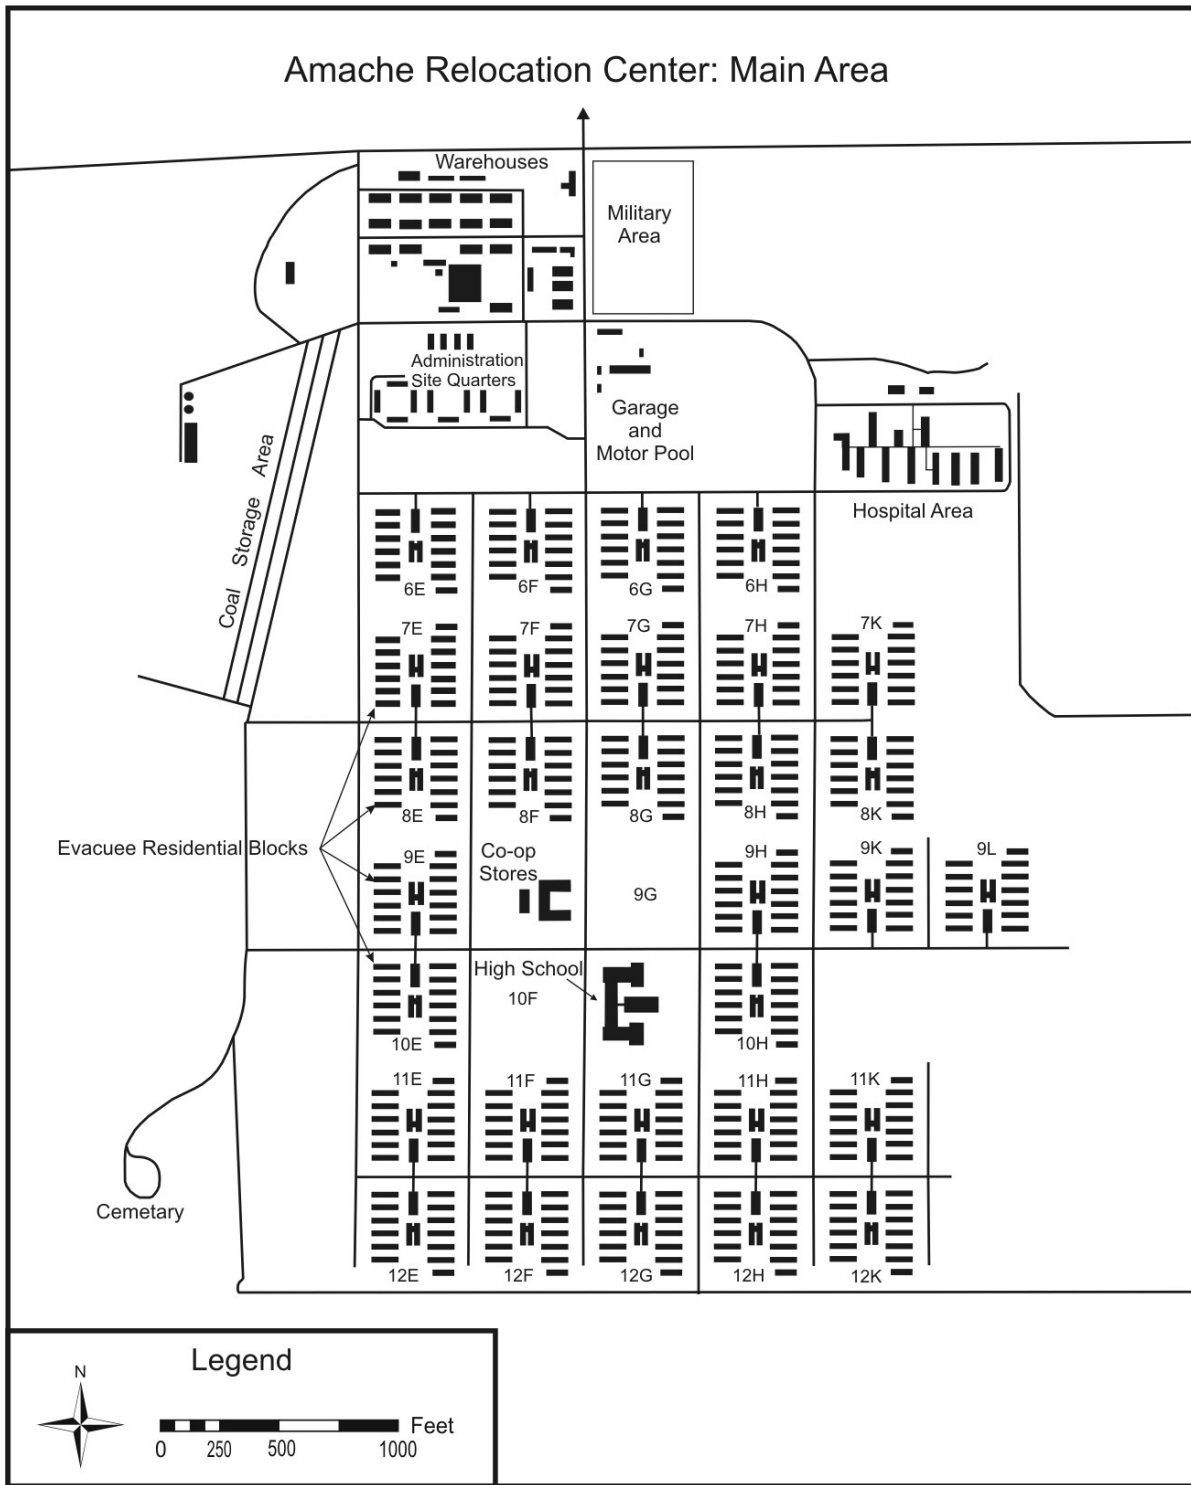 Amache Relocation Center: Main Area
Warehouses
Military
Area
Administration
Site Quarters
Garage
and
Motor Pool
Hospital Area
Coal Storage Area
6E
6F
6G
6H
7E
7F
7G
7H
7K
8E
8F
8G
8H
8K
Evacuee Residential Blocks
9E
Co-op
Stores
9G
9H
9K
9L
High School
10F
10E
10H
11E
11F
11G
11H
11K
Cemetary
12E
12F
12G
12H
12K
Legend
N
Feet
0 250 500 1000